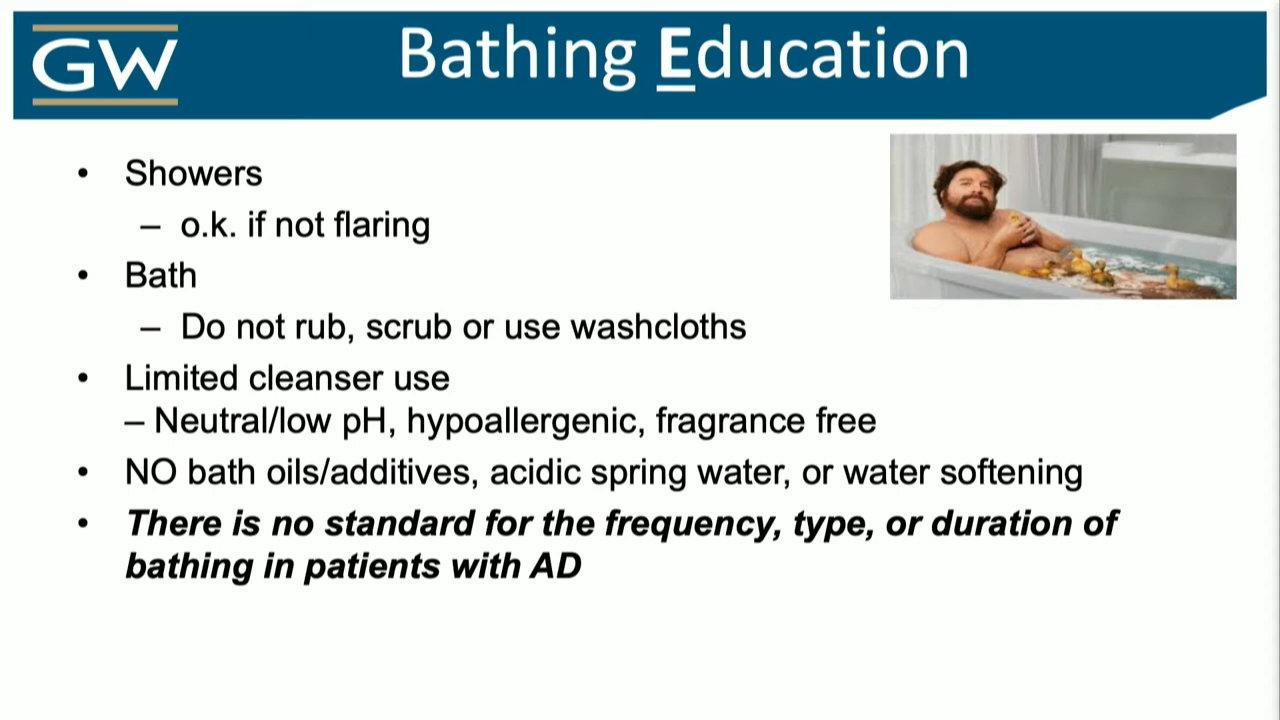 GW
Bathing Education
• Showers
– o.k. if not flaring
• Bath
– Do not rub, scrub or use washcloths
• Limited cleanser use
– Neutral/low pH, hypoallergenic, fragrance free
• NO bath oils/additives, acidic spring water, or water softening
• There is no standard for the frequency, type, or duration of
bathing in patients with AD